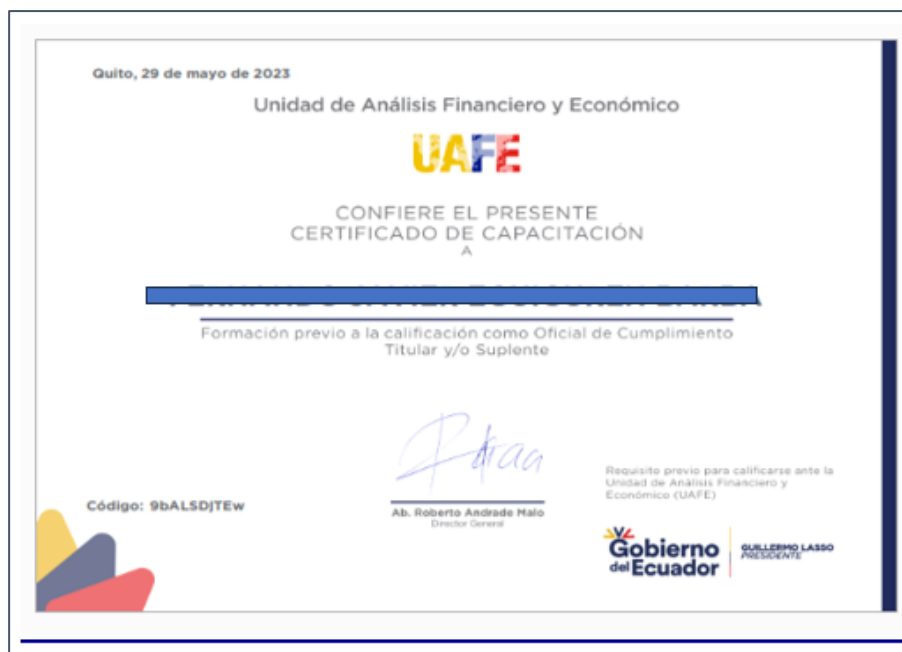 Quito, 29 de mayo de 2023
Unidad de Análisis Financiero y Económico
UAFE
CONFIERE EL PRESENTE
CERTIFICADO DE CAPACITACIÓN
A
Formación previo a la calificación como Oficial de Cumplimiento
Titular y/o Suplente
Requisito previo para calificarse ante la
Unidad de Análisis Financiero y
Económico (UAFE)
Código: 9bALSDJTEw
Ab. Roberto Andrade Malo
Director General
Gobierno
del Ecuador
GUILLERMO LASSO
PRESIDENTE